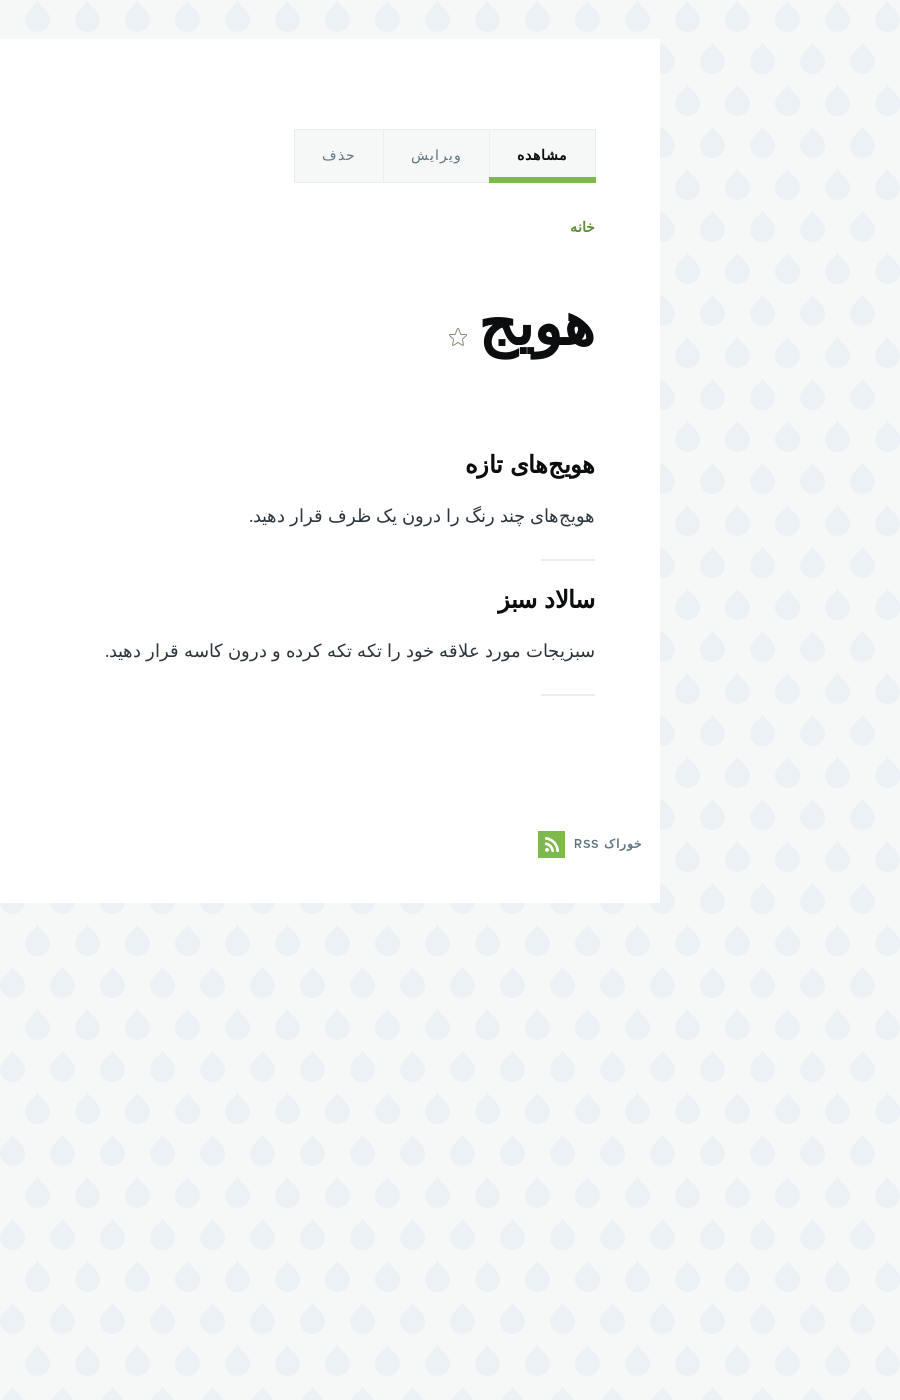 مشاهده
ویرایش
حذف
خانه
هویج
هویج‌های تازه
هویج‌های چند رنگ را درون یک ظرف قرار دهید.
سالاد سبز
سبزیجات مورد علاقه خود را تکه تکه کرده و درون کاسه قرار دهید.
خوراک RSS